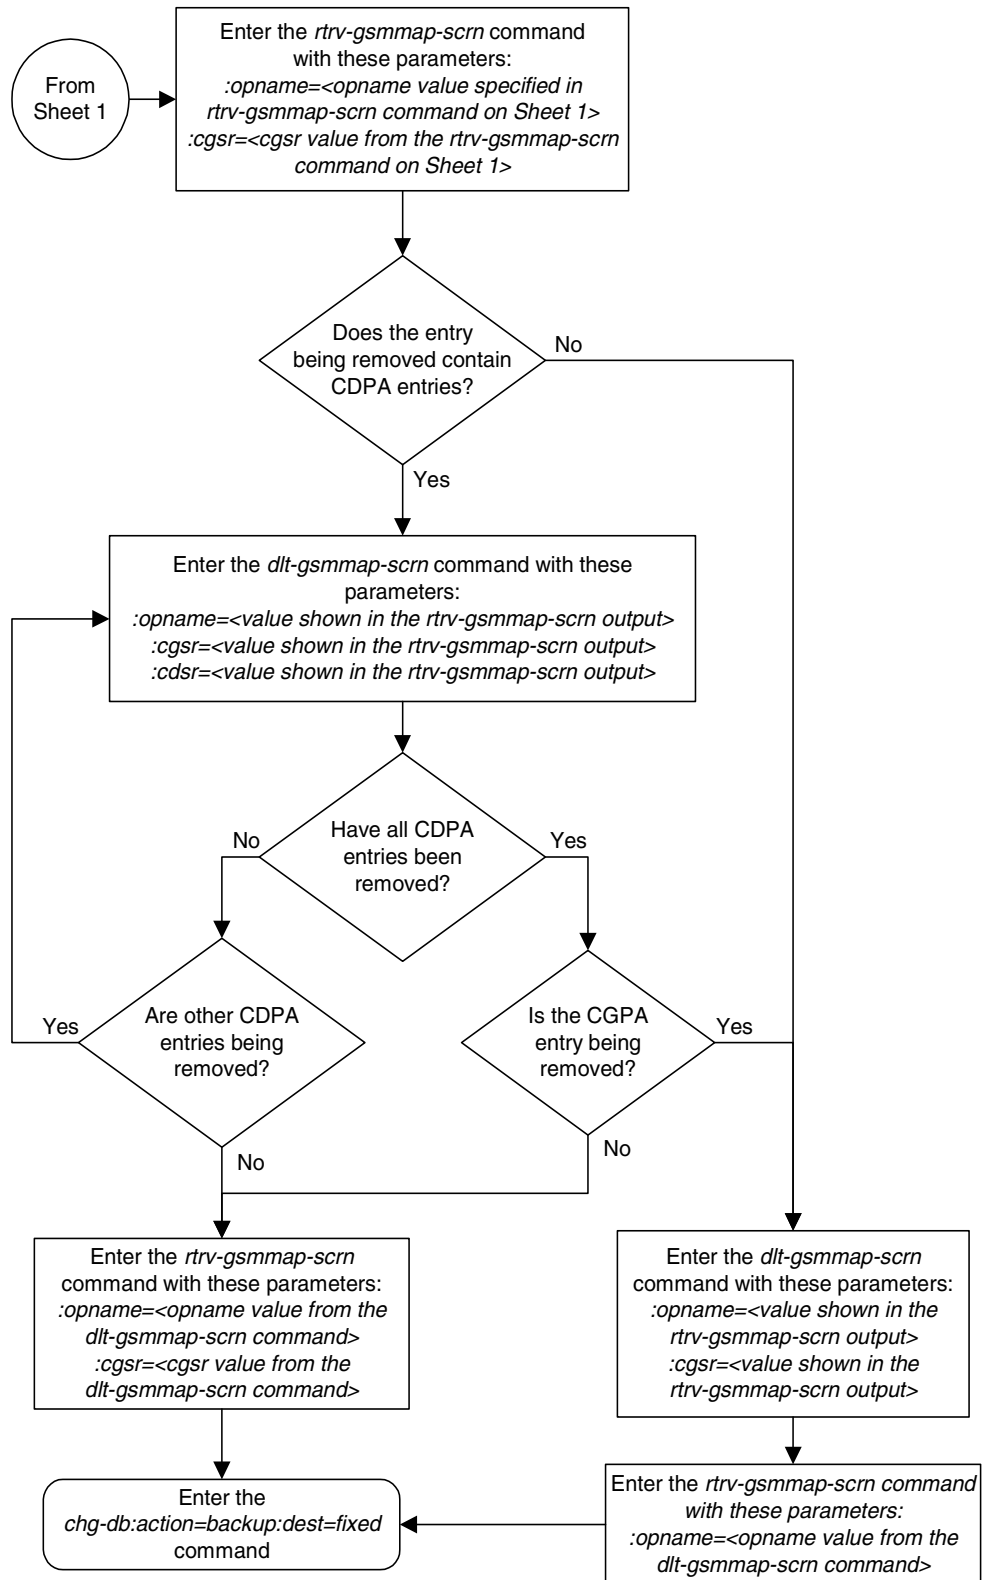 From
Sheet 1
Enter the rtrv-gsmmap-scrn command
with these parameters:
:opname=<opname value specified in
rtrv-gsmmap-scrn command on Sheet 1>
:cgsr=<cgsr value from the rtrv-gsmmap-scrn
command on Sheet 1>
Does the entry
being removed contain
CDPA entries?
No
Yes
Enter the dlt-gsmmap-scrn command with these
parameters:
:opname=<value shown in the rtrv-gsmmap-scrn output>
:cgsr=<value shown in the rtrv-gsmmap-scrn output>
:cdsr=<value shown in the rtrv-gsmmap-scrn output>
Have all CDPA
entries been
removed?
No
Yes
Are other CDPA
entries being
removed?
Yes
No
Is the CGPA
entry being
removed?
Yes
No
Enter the rtrv-gsmmap-scrn
command with these parameters:
:opname=<opname value from the
dlt-gsmmap-scrn command>
:cgsr=<cgsr value from the
dlt-gsmmap-scrn command>
Enter the dlt-gsmmap-scrn
command with these parameters:
:opname=<value shown in the
rtrv-gsmmap-scrn output>
:cgsr=<value shown in the
rtrv-gsmmap-scrn output>
Enter the
chg-db:action=backup:dest=fixed
command
Enter the rtrv-gsmmap-scrn command
with these parameters:
:opname=<opname value from the
dlt-gsmmap-scrn command>